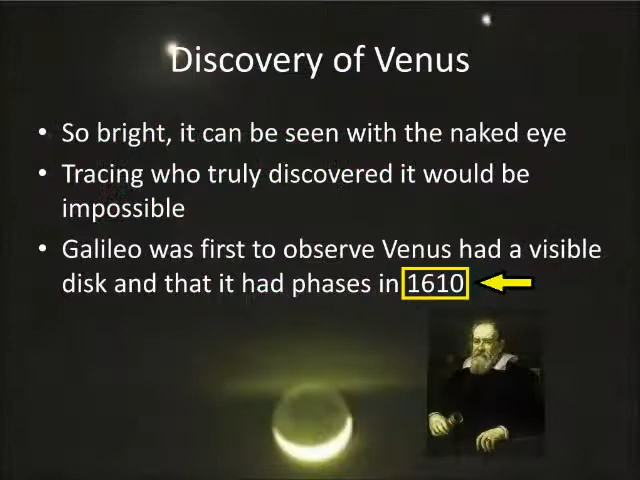 Discovery of Venus
• So bright, it can be seen with the naked eye
• Tracing who truly discovered it would be
impossible
• Galileo was first to observe Venus had a visible
disk and that it had phases in 1610